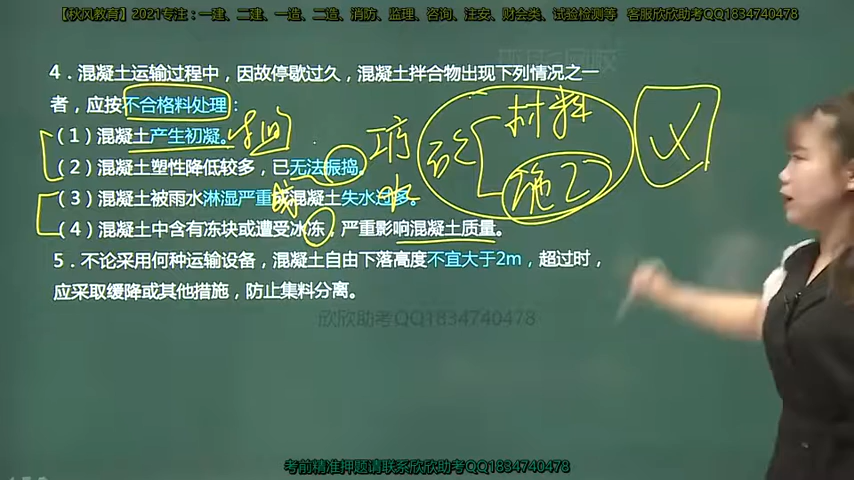 【秋风教育】2021专注：一建、二建、一造、二造、消防、监理、咨询、注安、财会类、试验检测等 客服欣欣助考QQ1834740478
4．混凝土运输过程中，因故停歇过久，混凝土拌合物出现下列情况之一
者，应按不合格料处理：
（1）混凝土产生初凝。
（2）混凝土塑性降低较多，已无法振捣。
（3）混凝土被雨水淋湿严重或混凝土失水过多。
（4）混凝土中含有冻块或遭受冰冻，严重影响混凝土质量。
材料
施工
5．不论采用何种运输设备，混凝土自由下落高度不宜大于2m，超过时，
应采取缓降或其他措施，防止集料分离。
欣欣助考QQ1834740478
考前精准押题请联系欣欣助考QQ1834740478